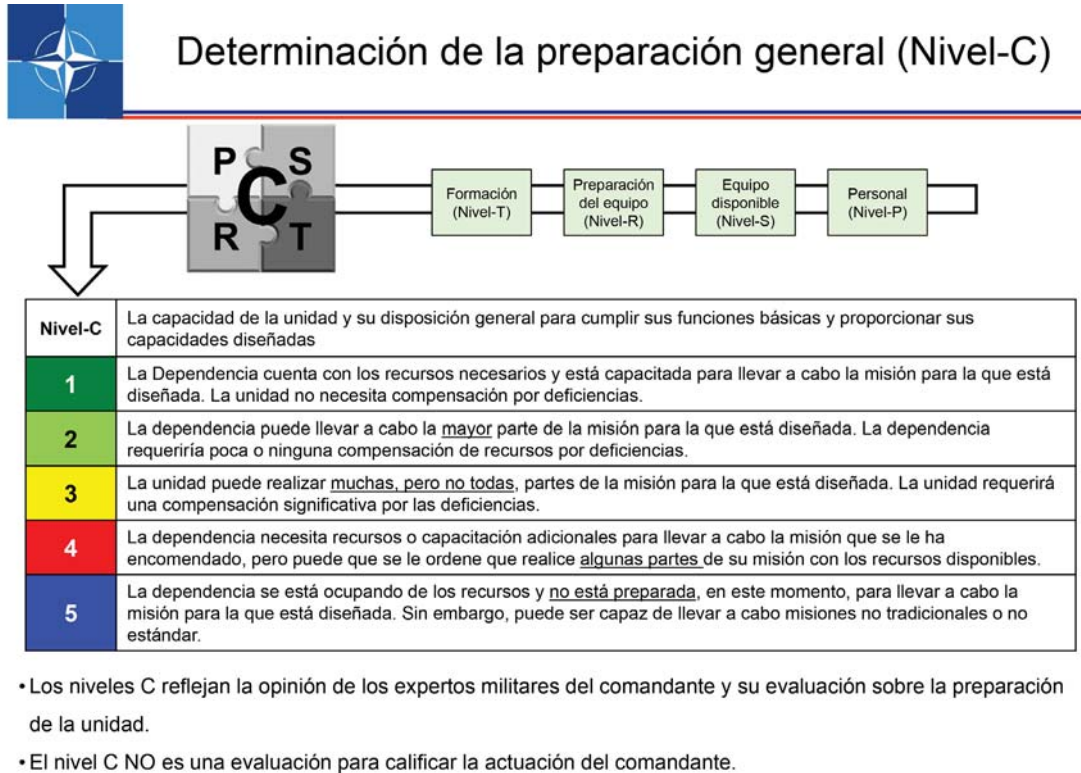 Determinación de la preparación general (Nivel-C)
P
S
C
R
T
Formación
(Nivel-T)
Preparación
del equipo
(Nivel-R)
Equipo
disponible
(Nivel-S)
Personal
(Nivel-P)
Nivel-C
La capacidad de la unidad y su disposición general para cumplir sus funciones básicas y proporcionar sus
capacidades diseñadas
1
La Dependencia cuenta con los recursos necesarios y está capacitada para llevar a cabo la misión para la que está
diseñada. La unidad no necesita compensación por deficiencias.
2
La dependencia puede llevar a cabo la mayor parte de la misión para la que está diseñada. La dependencia
requeriría poca o ninguna compensación de recursos por deficiencias.
3
La unidad puede realizar muchas, pero no todas, partes de la misión para la que está diseñada. La unidad requerirá
una compensación significativa por las deficiencias.
4
La dependencia necesita recursos o capacitación adicionales para llevar a cabo la misión que se le ha
encomendado, pero puede que se le ordene que realice algunas partes de su misión con los recursos disponibles.
5
La dependencia se está ocupando de los recursos y no está preparada, en este momento, para llevar a cabo la
misión para la que está diseñada. Sin embargo, puede ser capaz de llevar a cabo misiones no tradicionales o no
estándar.
• Los niveles C reflejan la opinión de los expertos militares del comandante y su evaluación sobre la preparación
de la unidad.
• El nivel C NO es una evaluación para calificar la actuación del comandante.